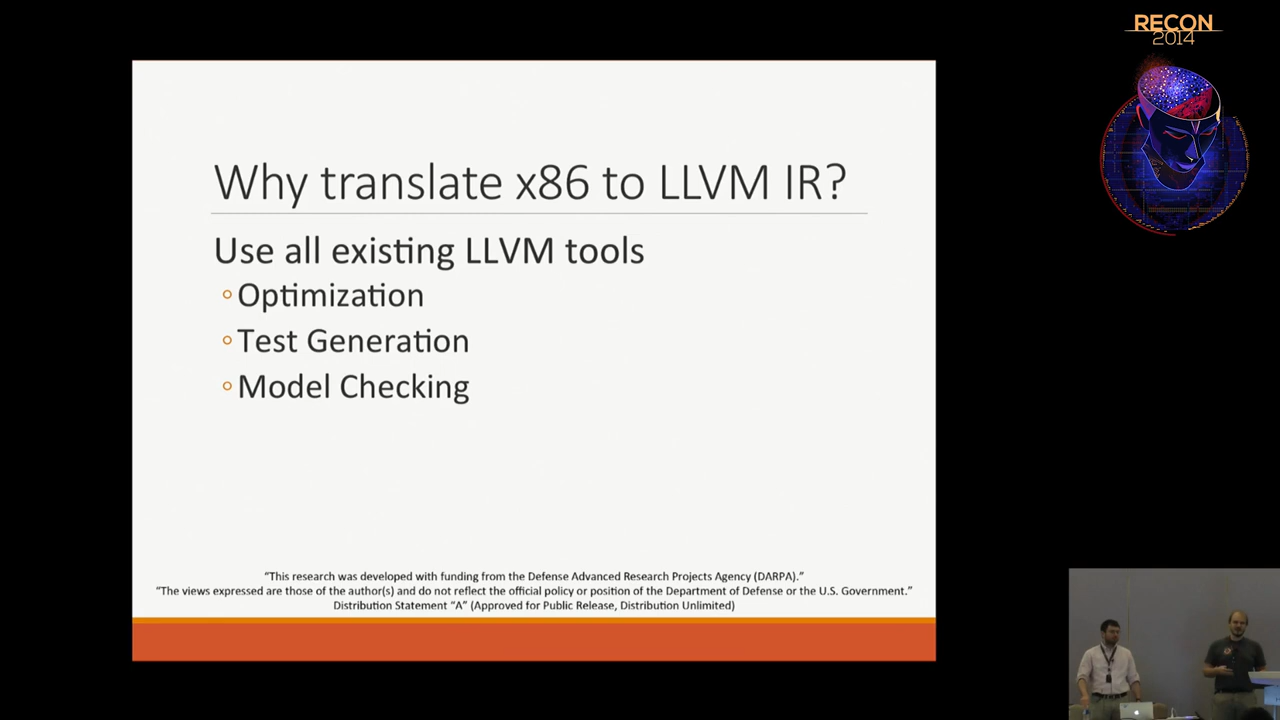 RECON
2014
Why translate x86 to LLVM IR?
Use all existing LLVM tools
Optimization
Test Generation
Model Checking
“This research was developed with funding from the Defense Advanced Research Projects Agency (DARPA).”
“The views expressed are those of the author(s) and do not reflect the official policy or position of the Department of Defense or the U.S. Government.”
Distribution Statement “A” (Approved for Public Release, Distribution Unlimited)